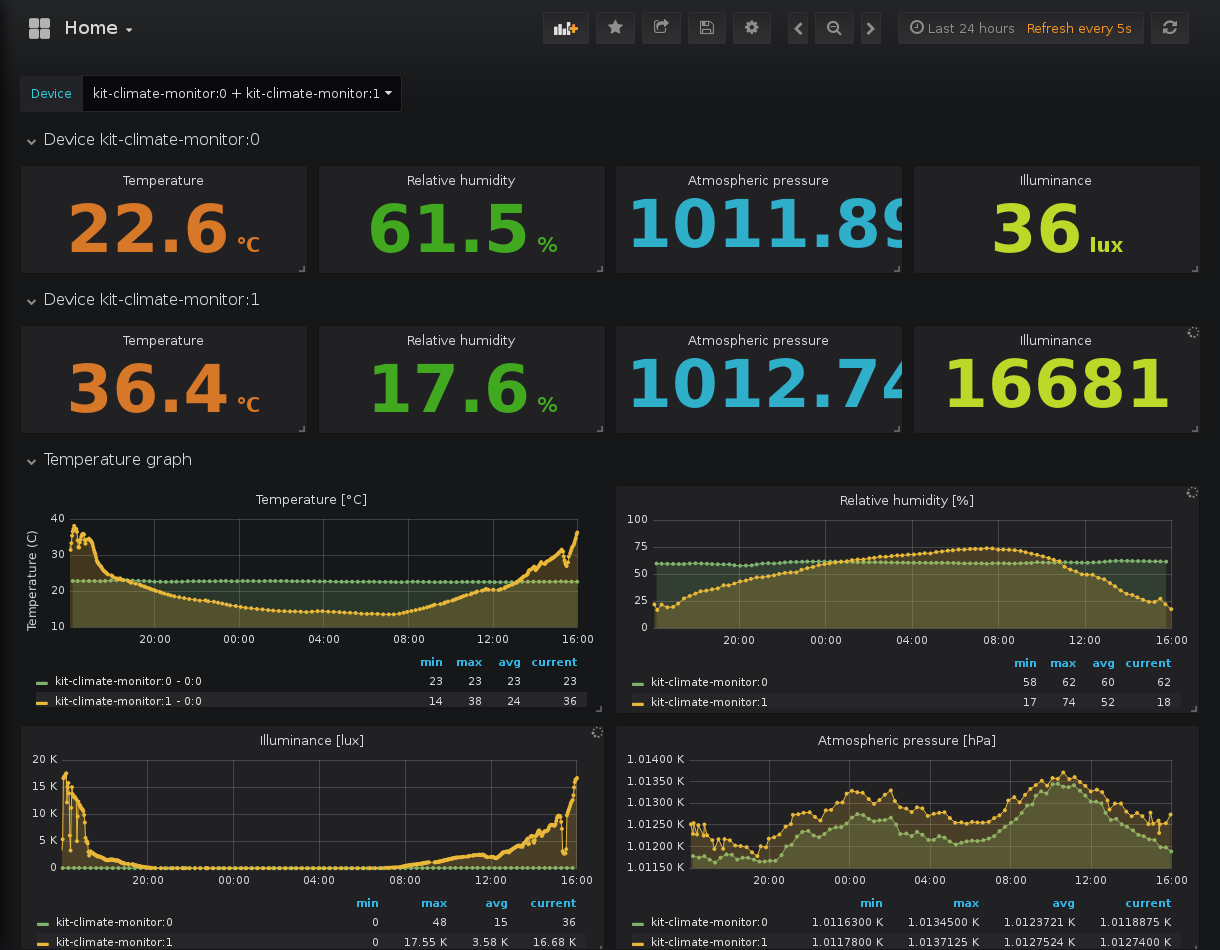 Home
Last 24 hours Refresh every 5s
Device kit-climate-monitor:0 + kit-climate-monitor:1
Device kit-climate-monitor:0
Temperature Relative humidity Atmospheric pressure Illuminance
22.6 °C 61.5 % 1011.89 36 lux
Device kit-climate-monitor:1
Temperature Relative humidity Atmospheric pressure Illuminance
36.4 °C 17.6 % 1012.74 16681
Temperature graph
Temperature [°C]
Temperature (C)
40
30
20
10
20:00 00:00 04:00 08:00 12:00 16:00
min max avg current
kit-climate-monitor:0 - 0:0 23 23 23 23
kit-climate-monitor:1 - 0:0 14 38 24 36
Relative humidity [%]
100
75
50
25
0
20:00 00:00 04:00 08:00 12:00 16:00
min max avg current
kit-climate-monitor:0 58 62 60 62
kit-climate-monitor:1 17 74 52 18
Illuminance [lux]
20 K
15 K
10 K
5 K
0
20:00 00:00 04:00 08:00 12:00 16:00
min max avg current
kit-climate-monitor:0 0 48 15 36
kit-climate-monitor:1 0 17.55 K 3.58 K 16.68 K
Atmospheric pressure [hPa]
1.01400 K
1.01350 K
1.01300 K
1.01250 K
1.01200 K
1.01150 K
20:00 00:00 04:00 08:00 12:00 16:00
min max avg current
kit-climate-monitor:0 1.0116300 K 1.0134500 K 1.0123721 K 1.0118875 K
kit-climate-monitor:1 1.0117800 K 1.0137125 K 1.0127524 K 1.0127400 K